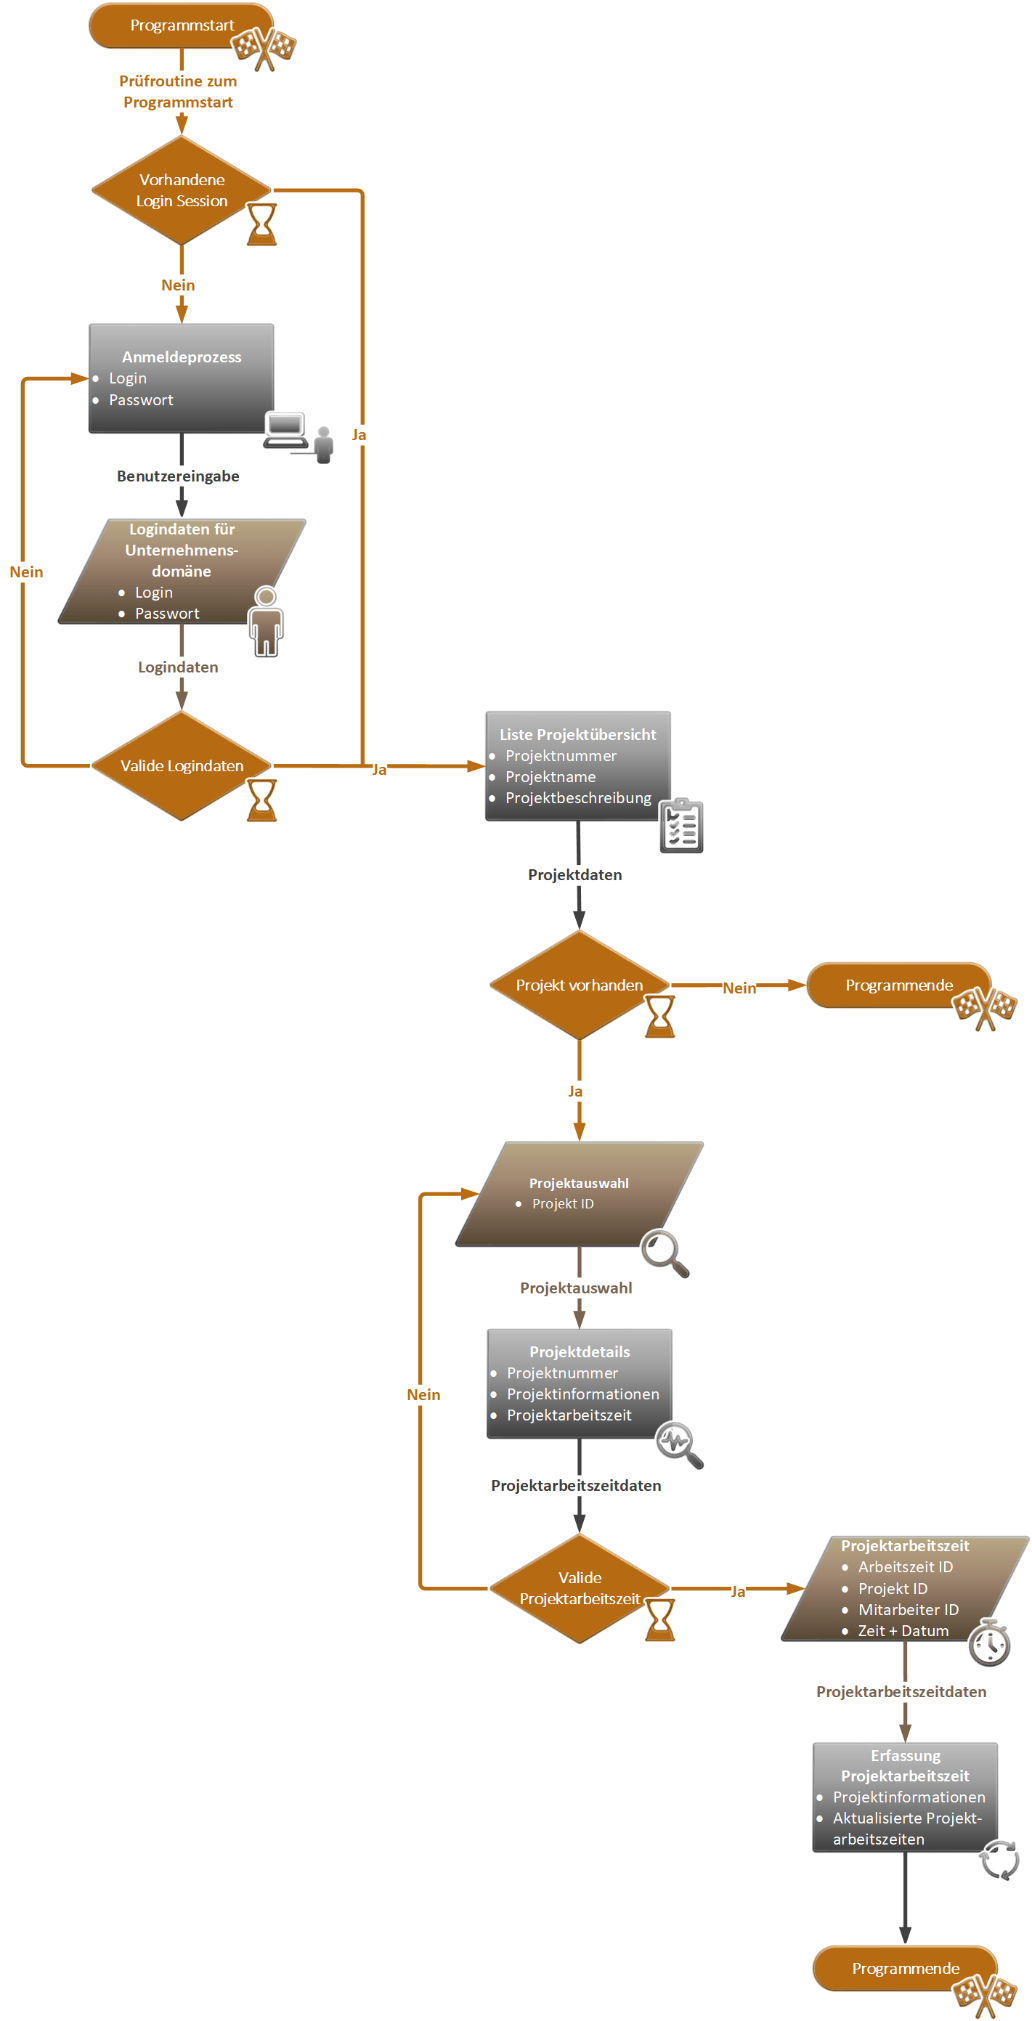 Programmstart
Prüfroutine zum
Programmstart
Vorhandene
Login Session
Nein
Anmeldeprozess
Login
Passwort
Ja
Benutzereingabe
Logindaten für
Unternehmens-
domäne
Login
Passwort
Nein
Logindaten
Valide Logindaten
Ja
Liste Projektübersicht
Projektnummer
Projektname
Projektbeschreibung
Projektdaten
Projekt vorhanden
Nein
Programmende
Ja
Projektauswahl
Projekt ID
Projektauswahl
Projektdetails
Projektnummer
Projektinformationen
Projektarbeitszeit
Nein
Projektarbeitszeitdaten
Valide
Projektarbeitszeit
Ja
Projektarbeitszeit
Arbeitszeit ID
Projekt ID
Mitarbeiter ID
Zeit + Datum
Projektarbeitszeitdaten
Erfassung
Projektarbeitszeit
Projektinformationen
Aktualisierte Projekt-
arbeitszeiten
Programmende